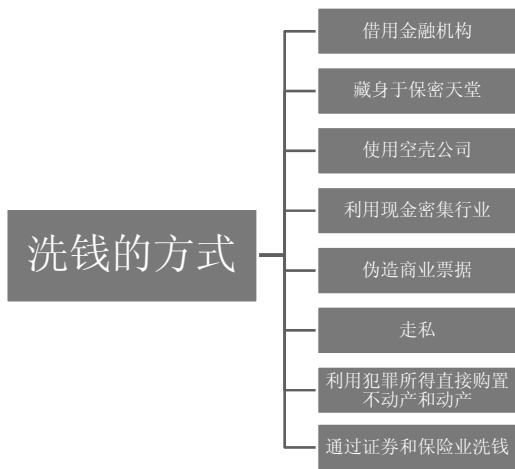 洗钱的方式
借用金融机构
藏身于保密天堂
使用空壳公司
利用现金密集行业
伪造商业票据
走私
利用犯罪所得直接购置
不动产和动产
通过证券和保险业洗钱